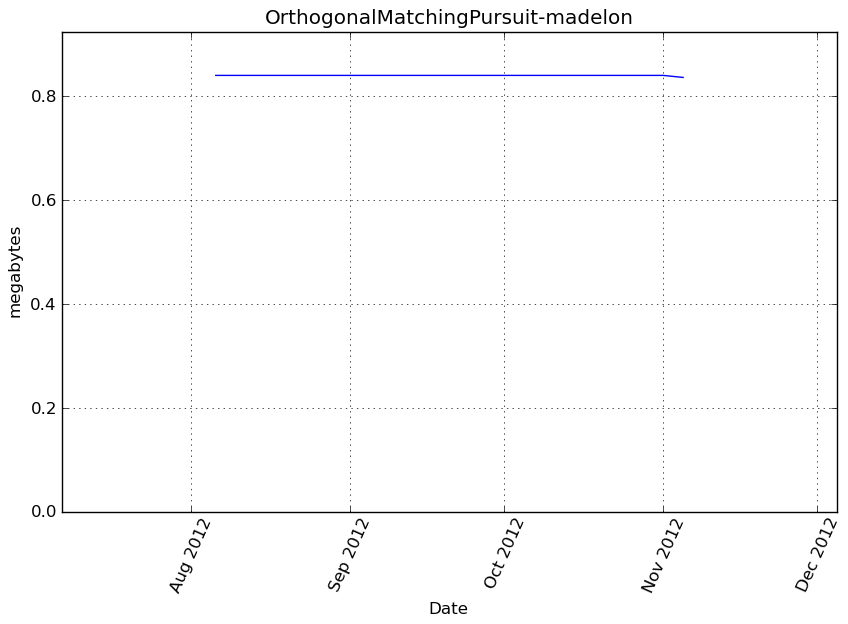 OrthogonalMatchingPursuit-madelon
megabytes
0.8
0.6
0.4
0.2
0.0
Aug 2012
Sep 2012
Oct 2012
Nov 2012
Dec 2012
Date